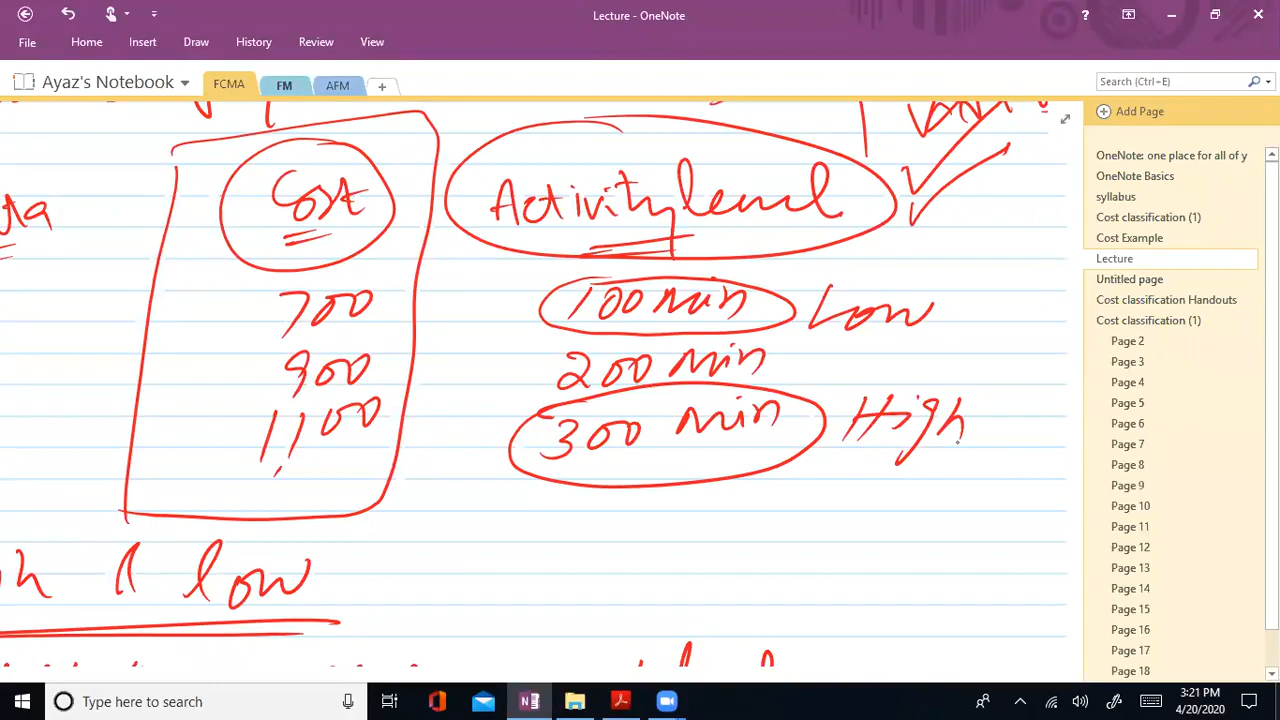 Lecture - OneNote
File Home Insert Draw History Review View
Ayaz's Notebook FCMA FM AFM
Search (Ctrl+E)
Add Page
Cost Activity level
700 100 Min Low
900 200 Min
1100 300 Min High
low
OneNote: one place for all of y
OneNote Basics
syllabus
Cost classification (1)
Cost Example
Lecture
Untitled page
Cost classification Handouts
Cost classification (1)
Page 2
Page 3
Page 4
Page 5
Page 6
Page 7
Page 8
Page 9
Page 10
Page 11
Page 12
Page 13
Page 14
Page 15
Page 16
Page 17
Page 18
Type here to search
3:21 PM
4/20/2020